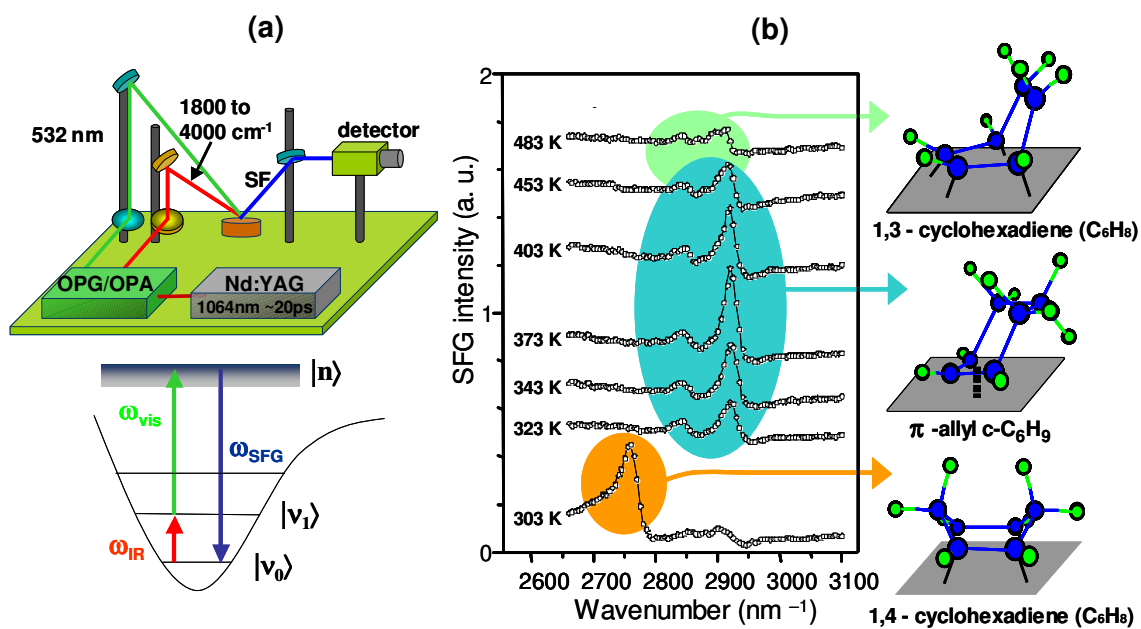 (a)
532 nm
1800 to
4000 cm⁻¹
detector
SF
OPG/OPA
Nd:YAG
1064nm ~20ps
|n⟩
ω_vis
ω_SFG
|ν₁⟩
ω_IR
|ν₀⟩
(b)
SFG intensity (a. u.)
2
1
0
483 K
453 K
403 K
373 K
343 K
323 K
303 K
2600 2700 2800 2900 3000 3100
Wavenumber (nm ⁻¹)
1,3 - cyclohexadiene (C₆H₈)
π -allyl c-C₆H₉
1,4 - cyclohexadiene (C₆H₈)